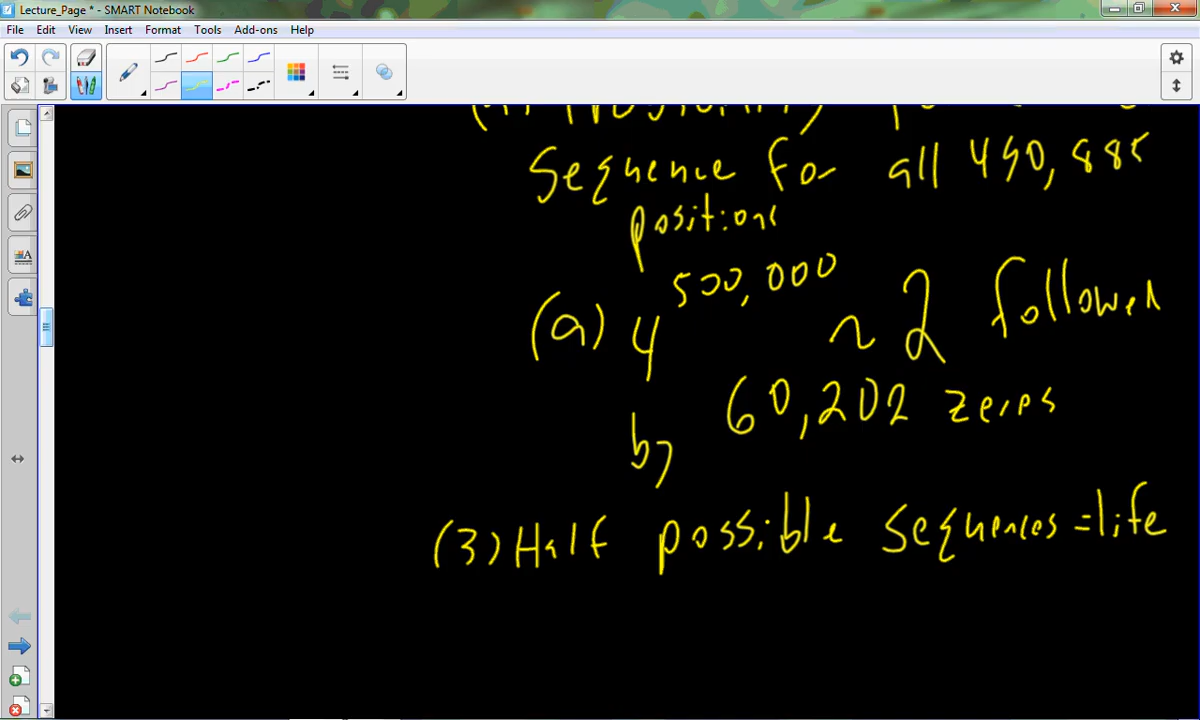 Lecture_Page * - SMART Notebook
File Edit View Insert Format Tools Add-ons Help
Sequence for all 490,885
positions
(a) 4^500,000 ~ 2 followed
by 60,202 zeros
(3) Half possible sequences = life